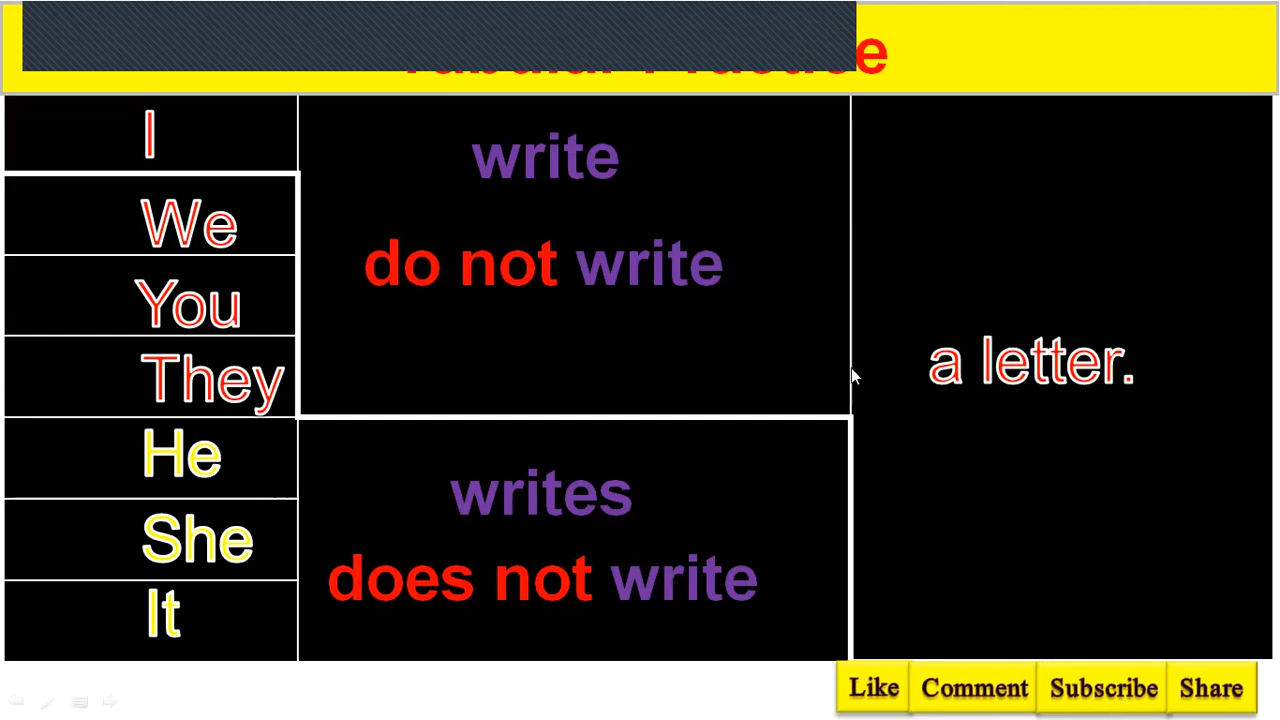 I
write
We
do not write
You
They
a letter.
He
writes
She
does not write
It
Like Comment Subscribe Share